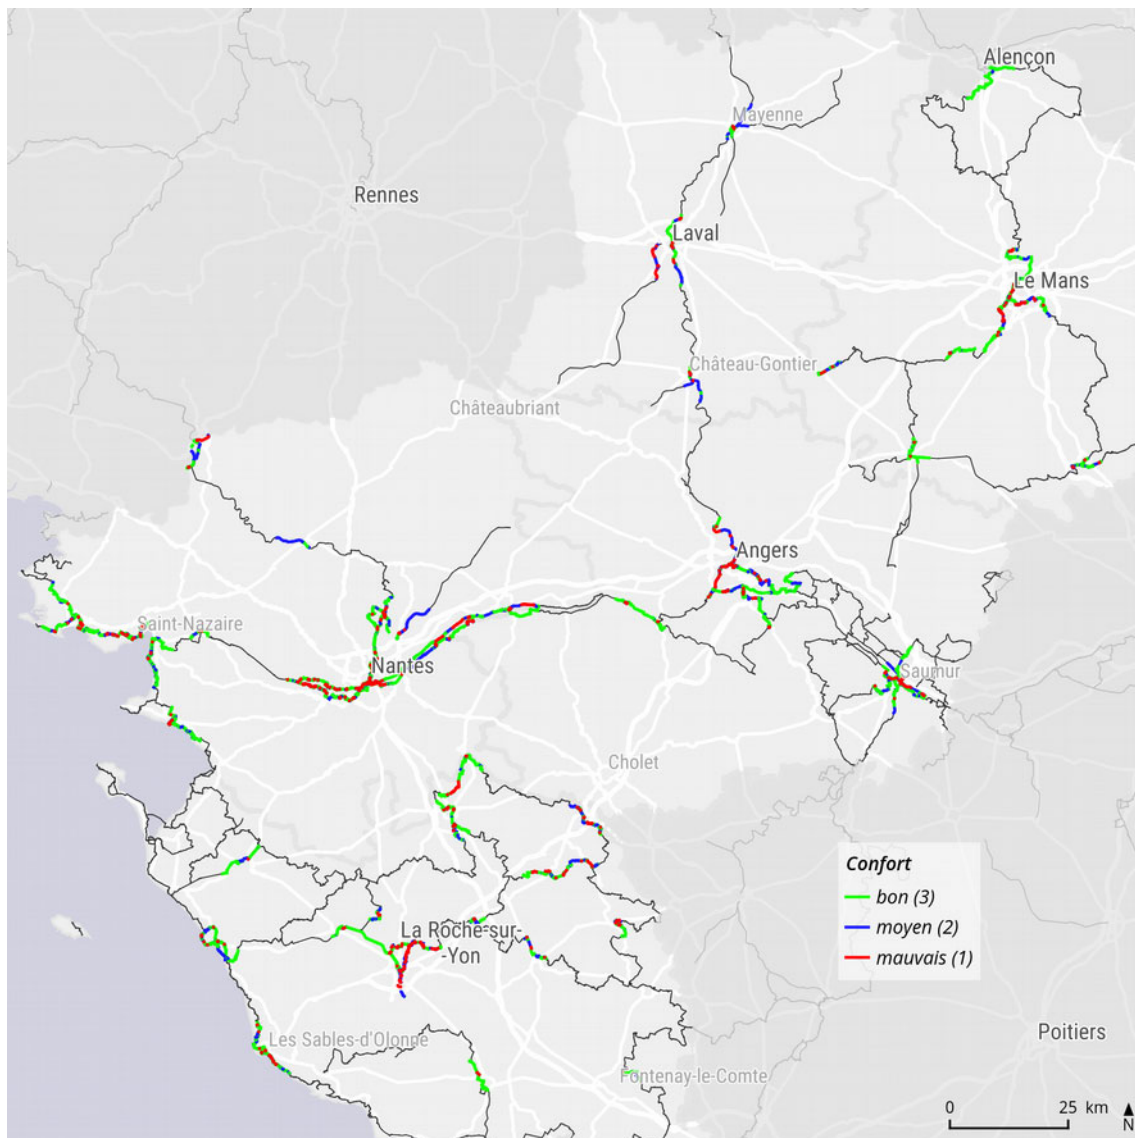 Alençon
Mayenne
Rennes
Laval
Le Mans
Château-Gontier
Châteaubriant
Angers
Saint-Nazaire
Nantes
Saumur
Cholet
Confort
bon (3)
moyen (2)
mauvais (1)
La Roche-sur-
-Yon
Les Sables-d'Olonne
Poitiers
Fontenay-le-Comte
0 25 km
N